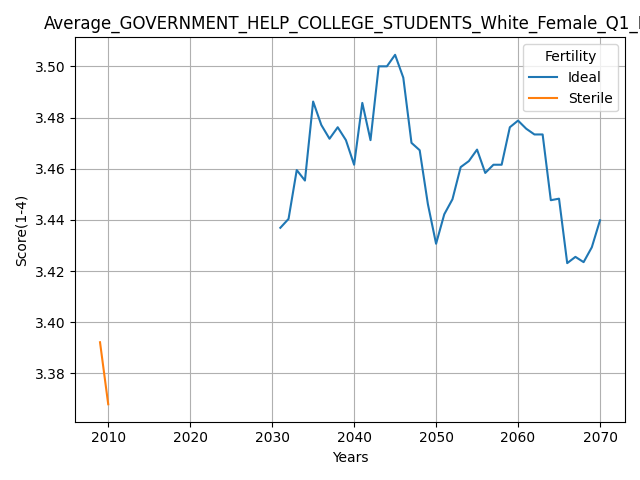 Average_GOVERNMENT_HELP_COLLEGE_STUDENTS_White_Female_Q1_
Fertility
Ideal
Sterile
Score(1-4)
3.50
3.48
3.46
3.44
3.42
3.40
3.38
2010 2020 2030 2040 2050 2060 2070
Years